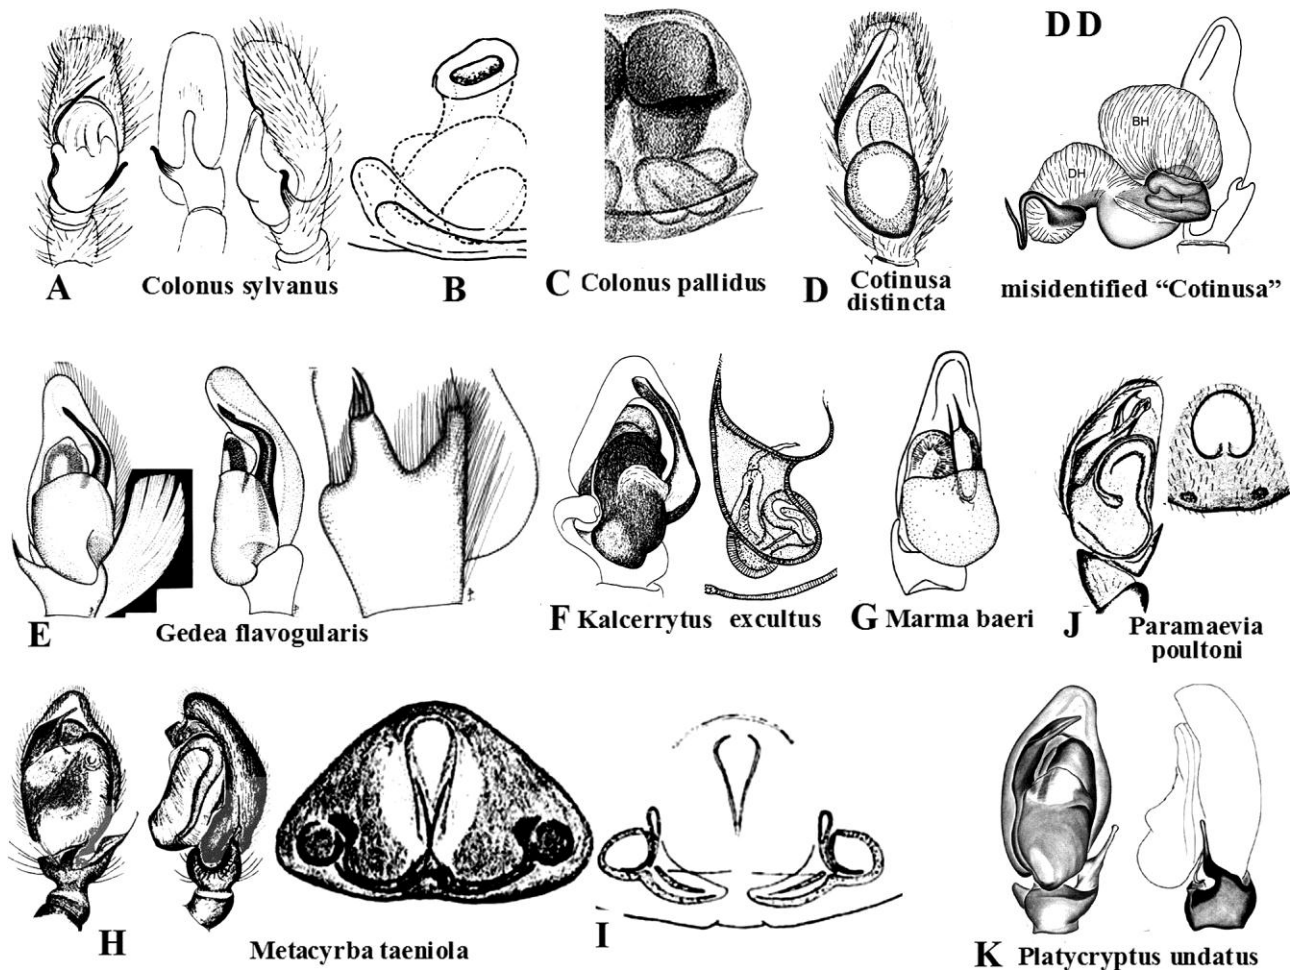 D D
BH
DH
T
A
Colonus sylvanus
B
C Colonus pallidus
D
Cotinusa
distincta
misidentified “Cotinusa”
E
Gedea flavogularis
F Kalcerrytus excultus
G Marma baeri
J
Paramaevia
poultoni
H
Metacyrba taeniola
I
K Platycryptus undatus